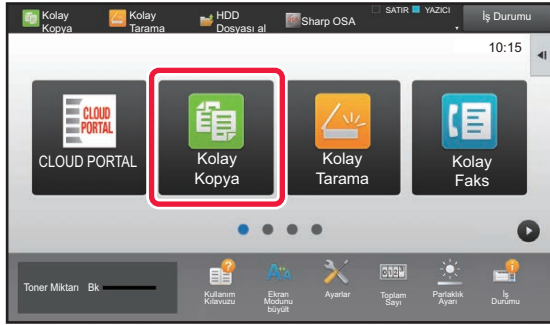 Kolay
Kopya
Kolay
Tarama
HDD
Dosyası al
Sharp OSA
SATIR
YAZICI
İş Durumu
10:15
CLOUD
PORTAL
CLOUD PORTAL
Kolay
Kopya
Kolay
Tarama
Kolay
Faks
Toner Miktarı Bk
Kullanım
Kılavuzu
Ekran
Modunu
büyült
Ayarlar
Toplam
Sayı
Parlaklık
Ayarı
İş
Durumu